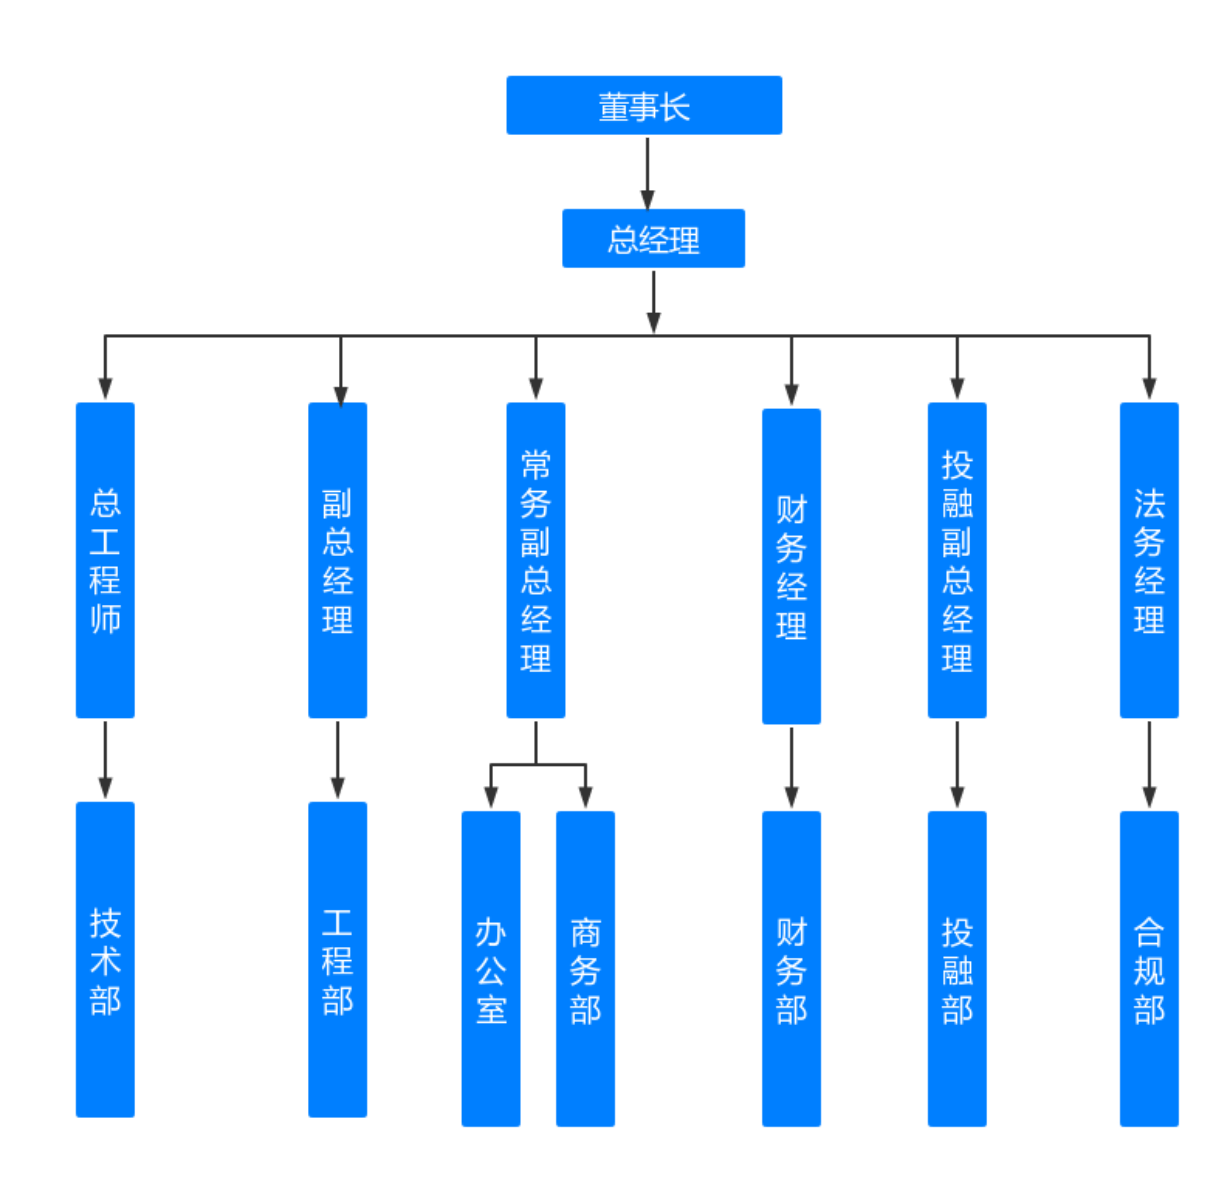 董事长
总经理
总工程师
副总经理
常务副总经理
财务经理
投融副总经理
法务经理
技术部
工程部
办公室
商务部
财务部
投融部
合规部